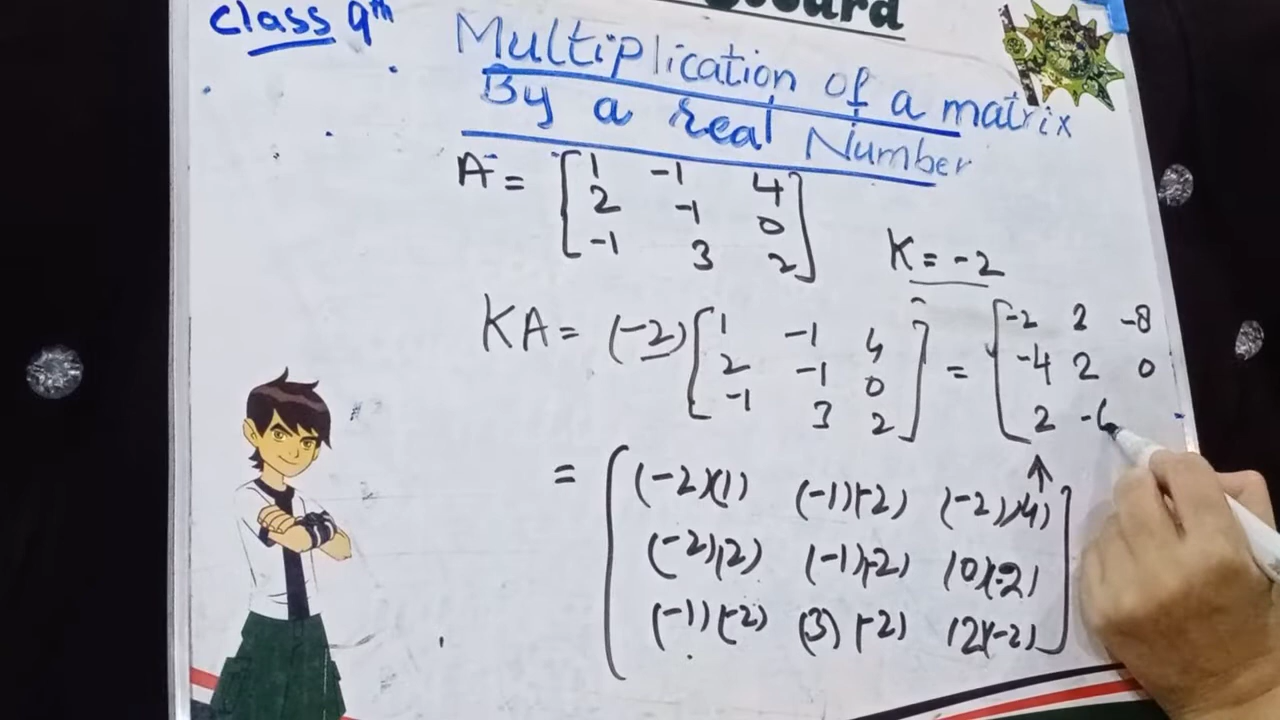 Class 9th
Multiplication of a matrix
By a real Number
A = [1 -1 4
2 -1 0
-1 3 2]
K = -2
KA = (-2) [1 -1 4
2 -1 0
-1 3 2] = [-2 2 -8
-4 2 0
2 -6
= [(-2)(1) (-1)(-2) (-2)(4)
(-2)(2) (-1)(-2) (0)(-2)
(-1)(-2) (3)(-2) (2)(-2)]